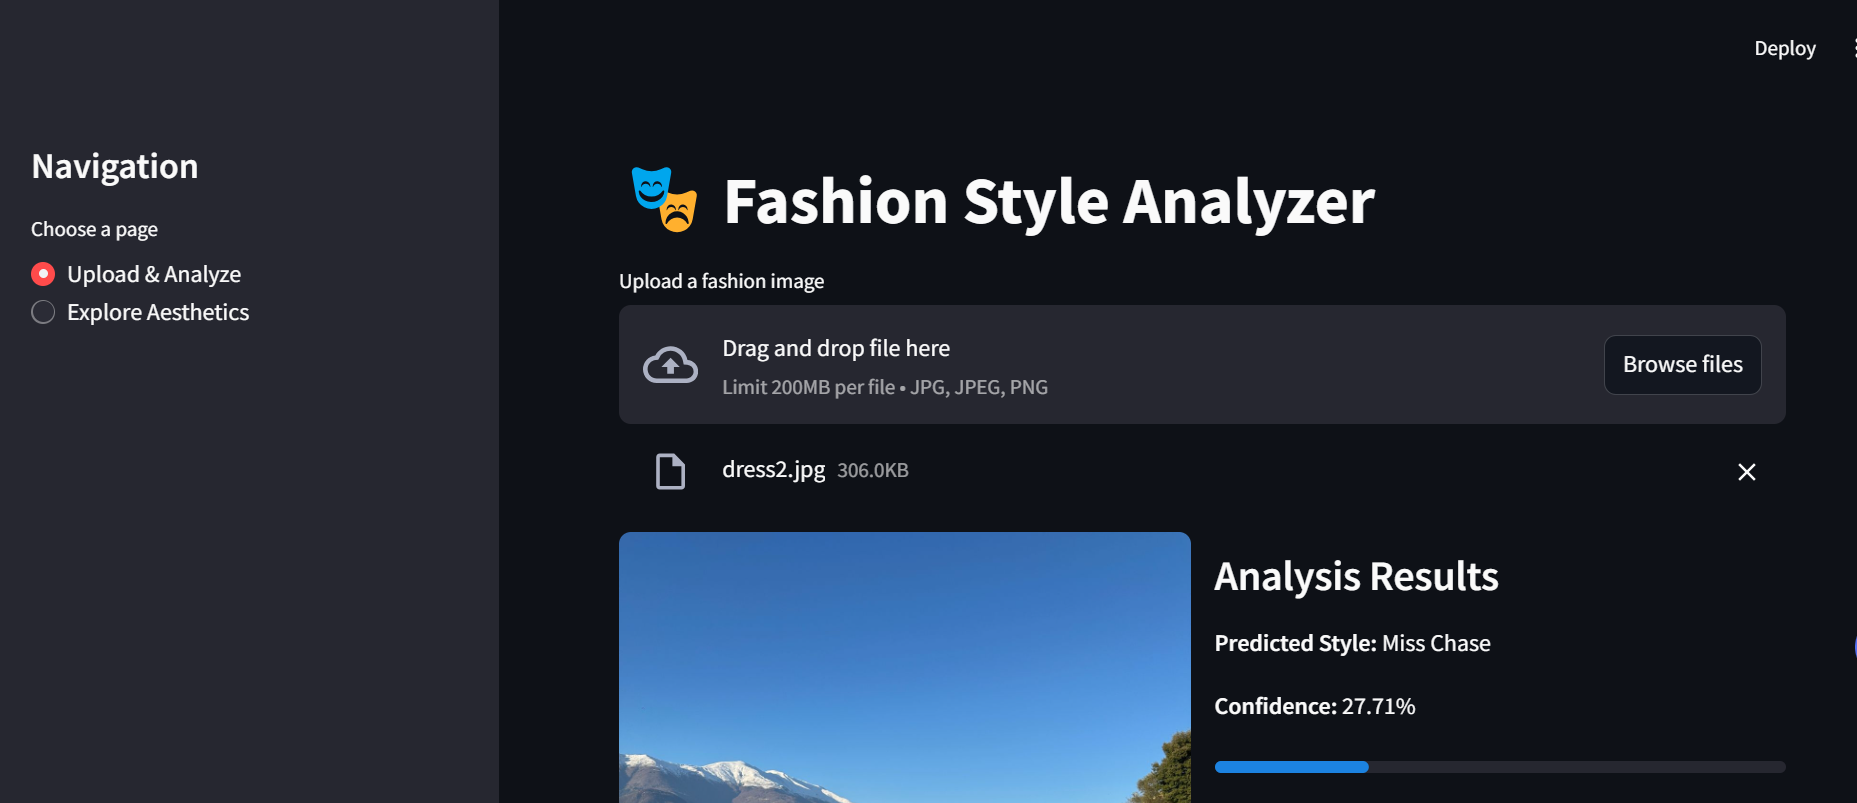 Deploy
Navigation
Choose a page
Upload & Analyze
Explore Aesthetics
Fashion Style Analyzer
Upload a fashion image
Drag and drop file here
Limit 200MB per file • JPG, JPEG, PNG
Browse files
dress2.jpg 306.0KB
Analysis Results
Predicted Style: Miss Chase
Confidence: 27.71%